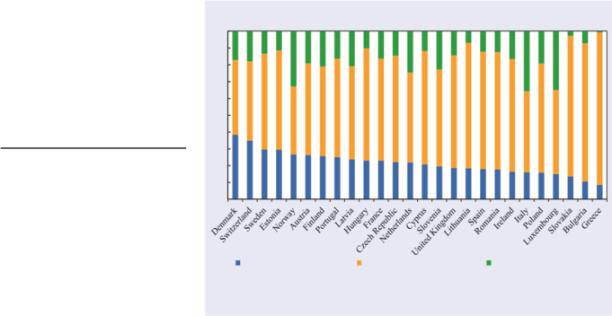 Denmark
Switzerland
Sweden
Estonia
Norway
Austria
Finland
Portugal
Latvia
Hungary
France
Czech Republic
Netherlands
Cyprus
Slovenia
United Kingdom
Lithuania
Spain
Romania
Ireland
Italy
Poland
Luxembourg
Slovakia
Bulgaria
Greece